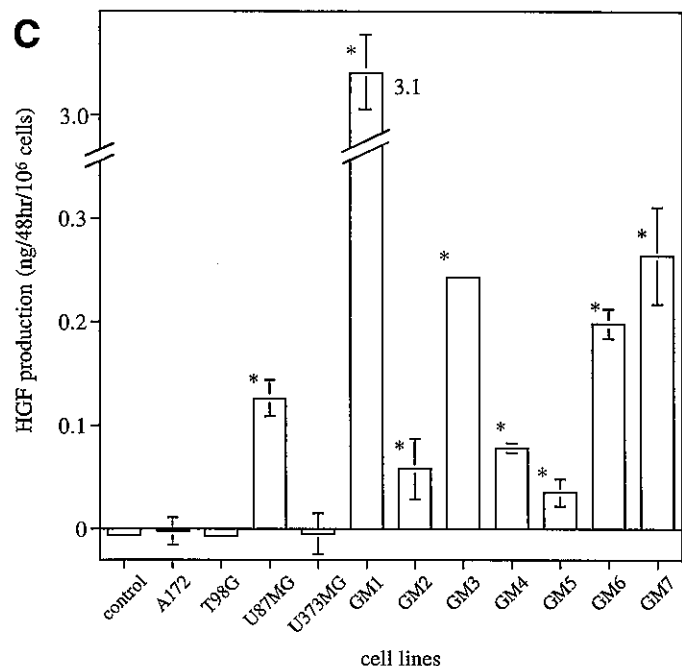 C
HGF production (ng/48hr/10⁶ cells)
3.0
0.3
0.2
0.1
0
* 3.1
*
*
*
*
*
*
*
control
A172
T98G
U87MG
U373MG
GM1
GM2
GM3
GM4
GM5
GM6
GM7
cell lines